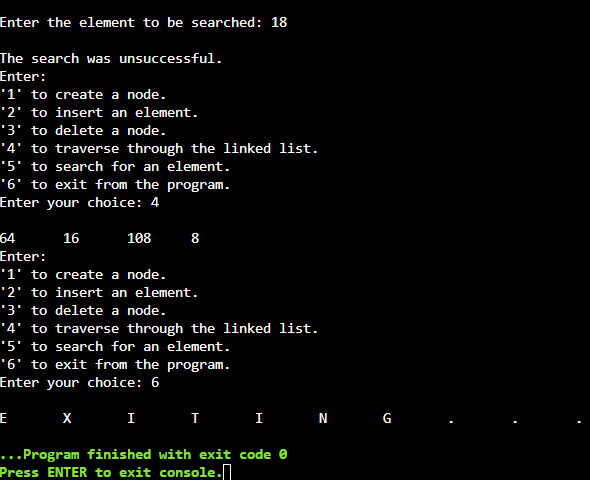 Enter the element to be searched: 18
The search was unsuccessful.
Enter:
'1' to create a node.
'2' to insert an element.
'3' to delete a node.
'4' to traverse through the linked list.
'5' to search for an element.
'6' to exit from the program.
Enter your choice: 4
64 16 108 8
Enter:
'1' to create a node.
'2' to insert an element.
'3' to delete a node.
'4' to traverse through the linked list.
'5' to search for an element.
'6' to exit from the program.
Enter your choice: 6
E X I T I N G . . .
...Program finished with exit code 0
Press ENTER to exit console.